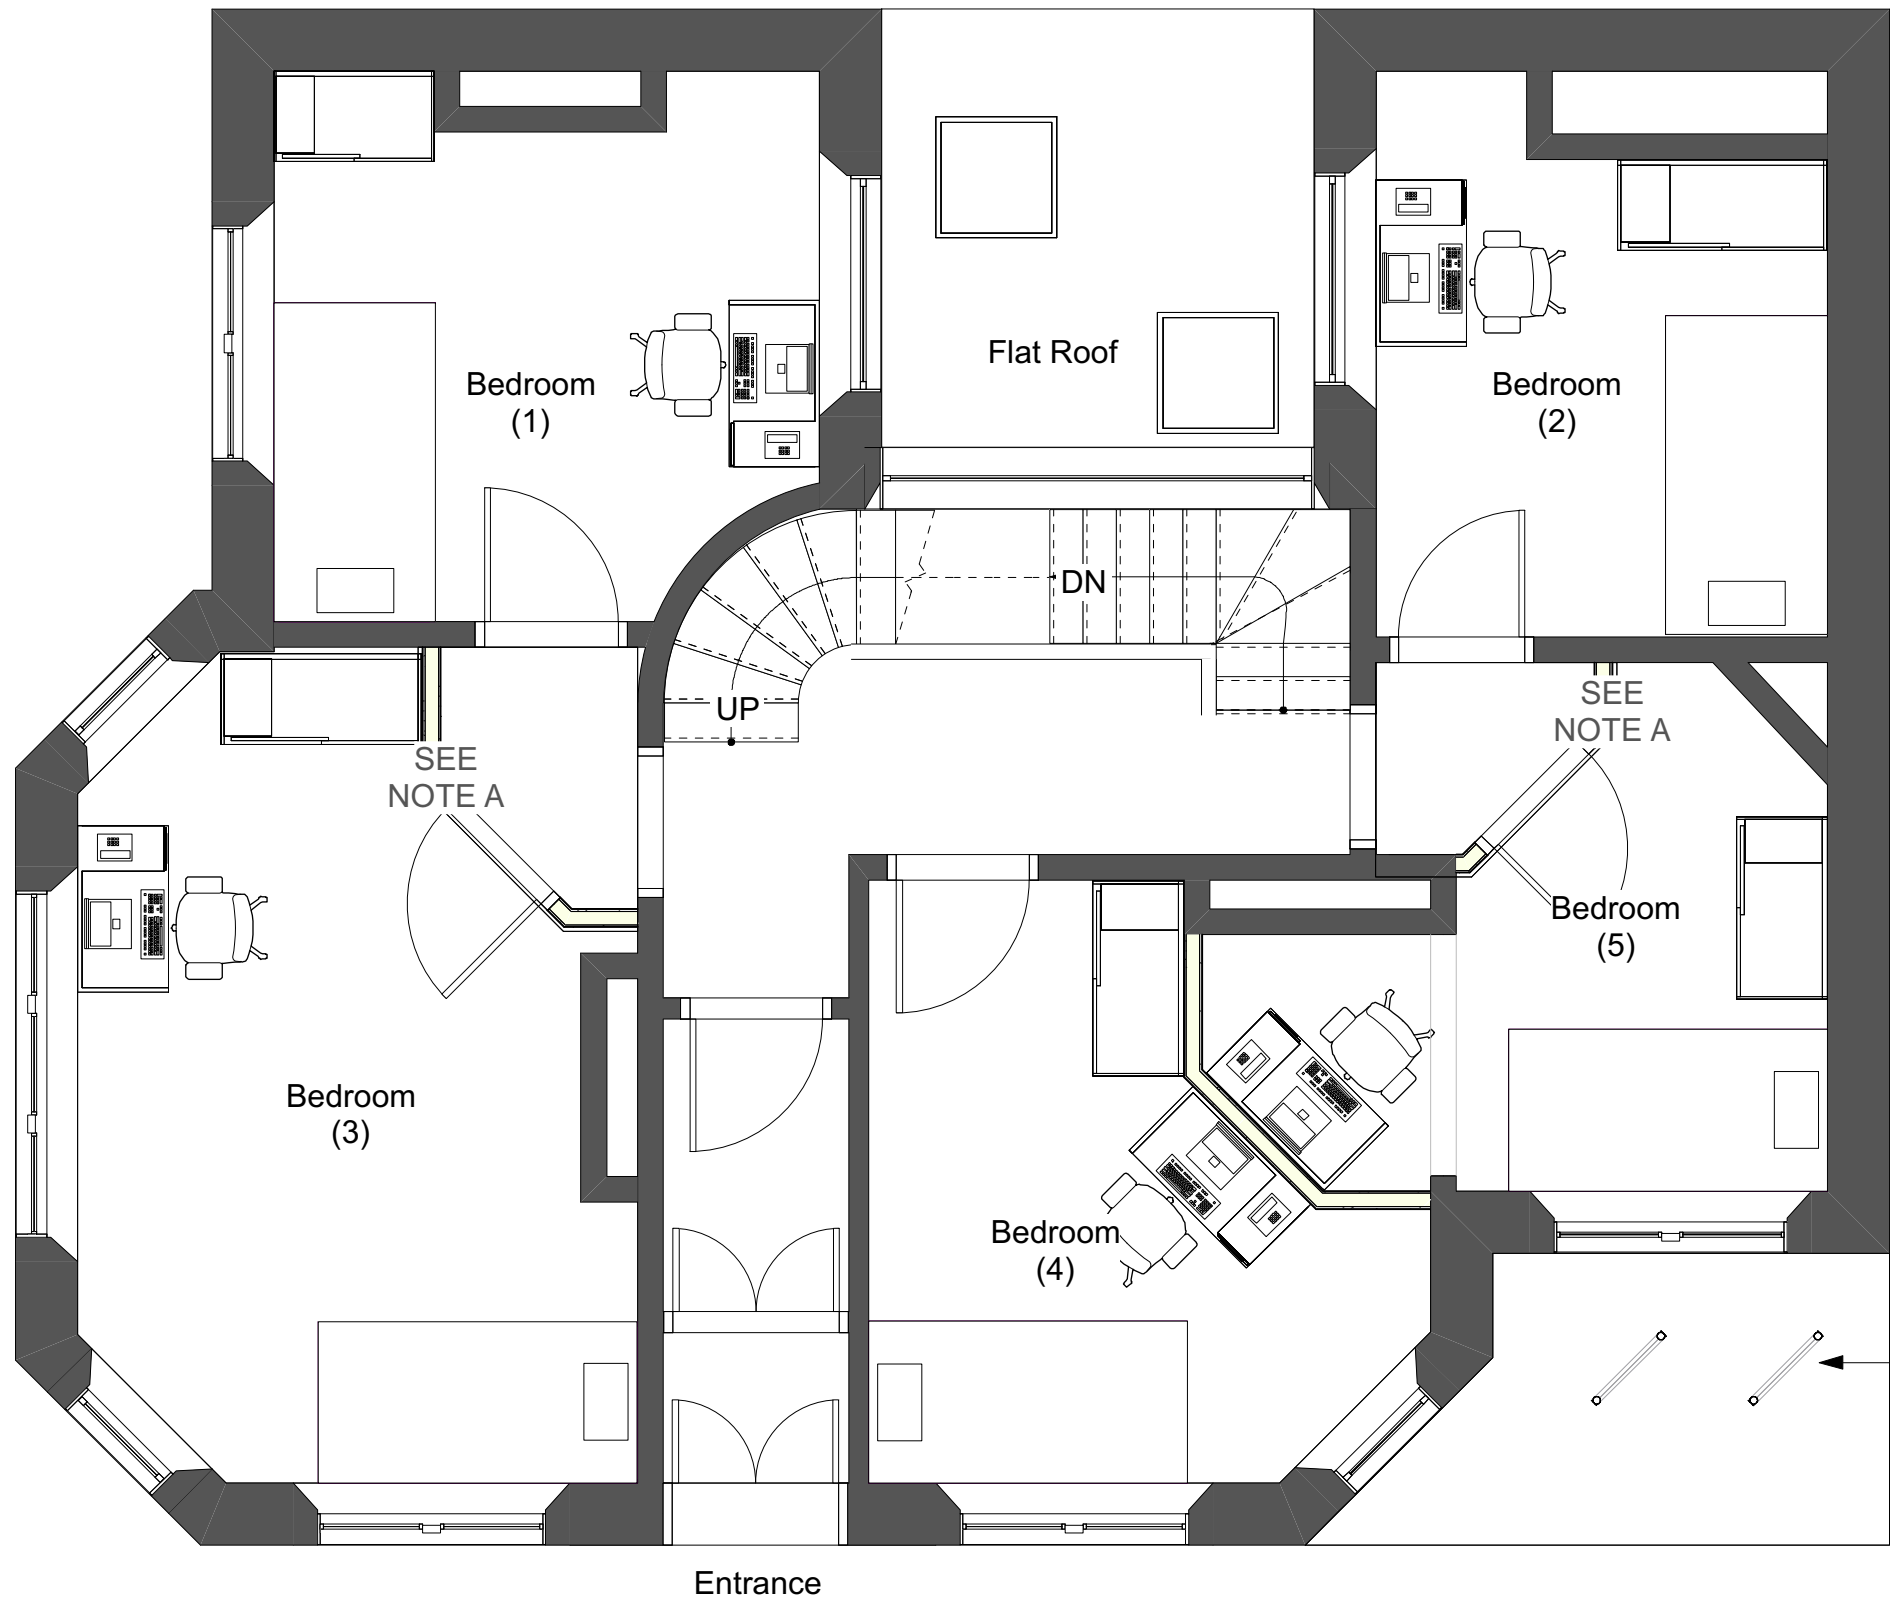 Flat Roof
Bedroom
(1)
Bedroom
(2)
DN
UP
SEE
NOTE A
SEE
NOTE A
Bedroom
(5)
Bedroom
(3)
Bedroom
(4)
Entrance